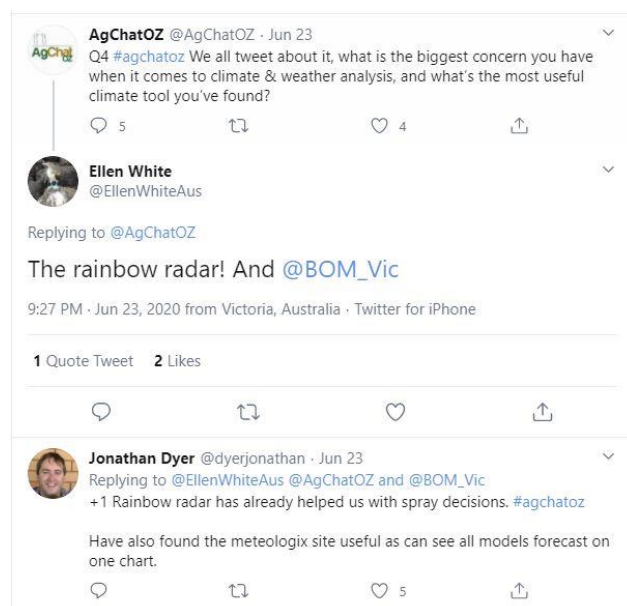 AgChatOZ @AgChatOZ · Jun 23
Q4 #agchatoz We all tweet about it, what is the biggest concern you have
when it comes to climate & weather analysis, and what's the most useful
climate tool you've found?
5 4
Ellen White
@EllenWhiteAus
Replying to @AgChatOZ
The rainbow radar! And @BOM_Vic
9:27 PM · Jun 23, 2020 from Victoria, Australia · Twitter for iPhone
1 Quote Tweet 2 Likes
Jonathan Dyer @dyerjonathan · Jun 23
Replying to @EllenWhiteAus @AgChatOZ and @BOM_Vic
+1 Rainbow radar has already helped us with spray decisions. #agchatoz
Have also found the meteologix site useful as can see all models forecast on
one chart.
5
AgChat
OZ